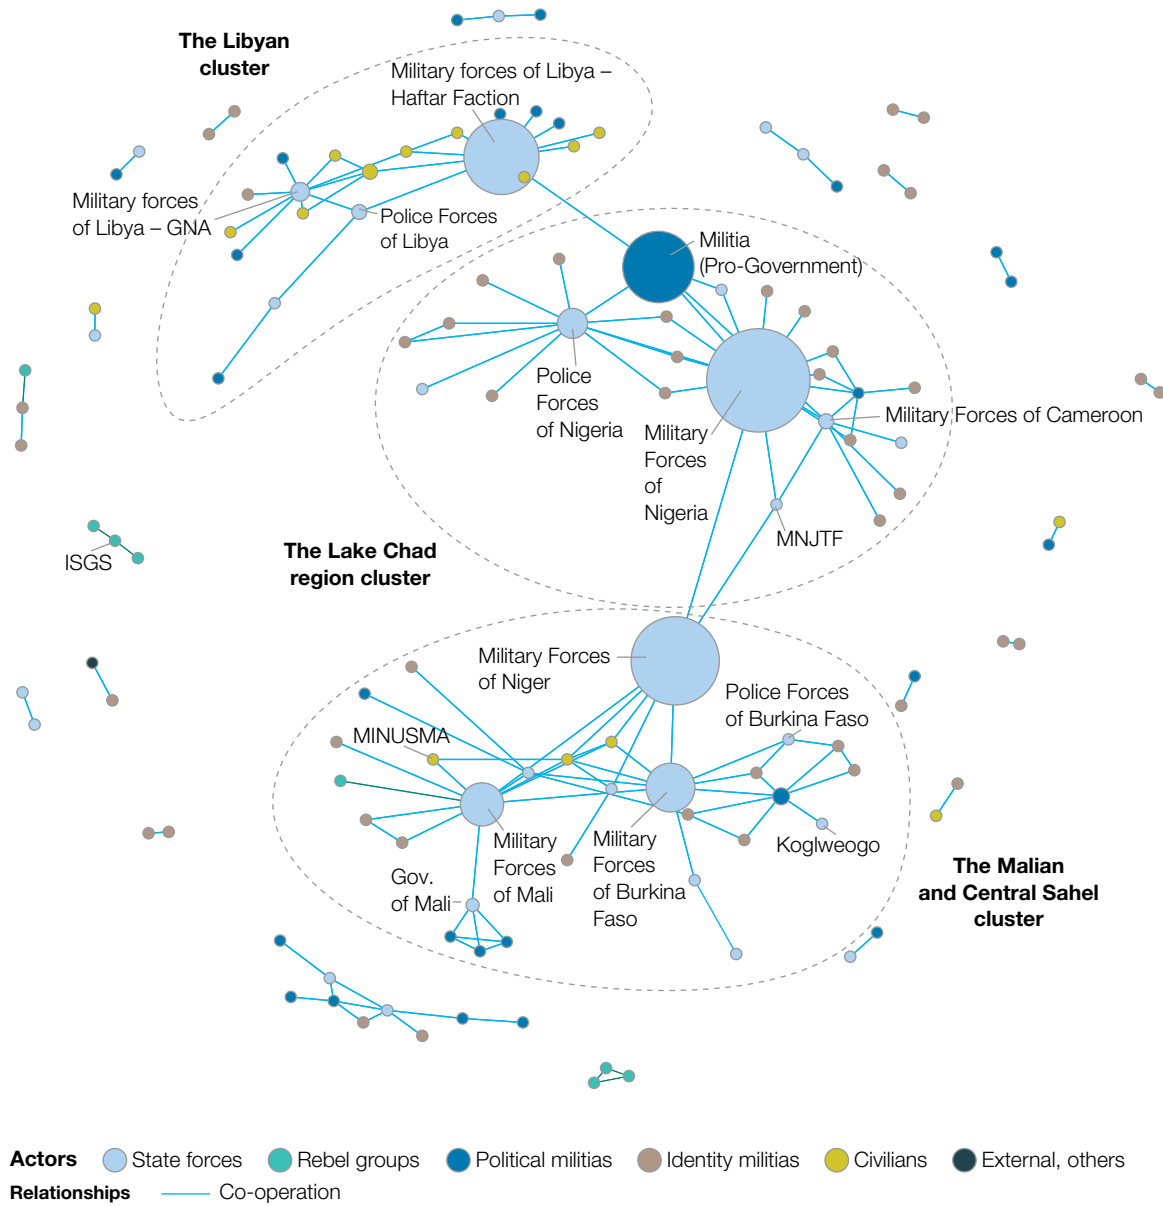 The Libyan
cluster
Military forces of Libya –
Haftar Faction
Military forces
of Libya – GNA
Police Forces
of Libya
Militia
(Pro-Government)
Police
Forces
of Nigeria
Military
Forces
of
Nigeria
Military Forces of Cameroon
MNJTF
ISGS
The Lake Chad
region cluster
Military Forces
of Niger
Police Forces
of Burkina Faso
MINUSMA
Military
Forces
of Mali
Military
Forces
of Burkina
Faso
Koglweogo
Gov.
of Mali
The Malian
and Central Sahel
cluster
Actors State forces Rebel groups Political militias Identity militias Civilians External, others
Relationships Co-operation